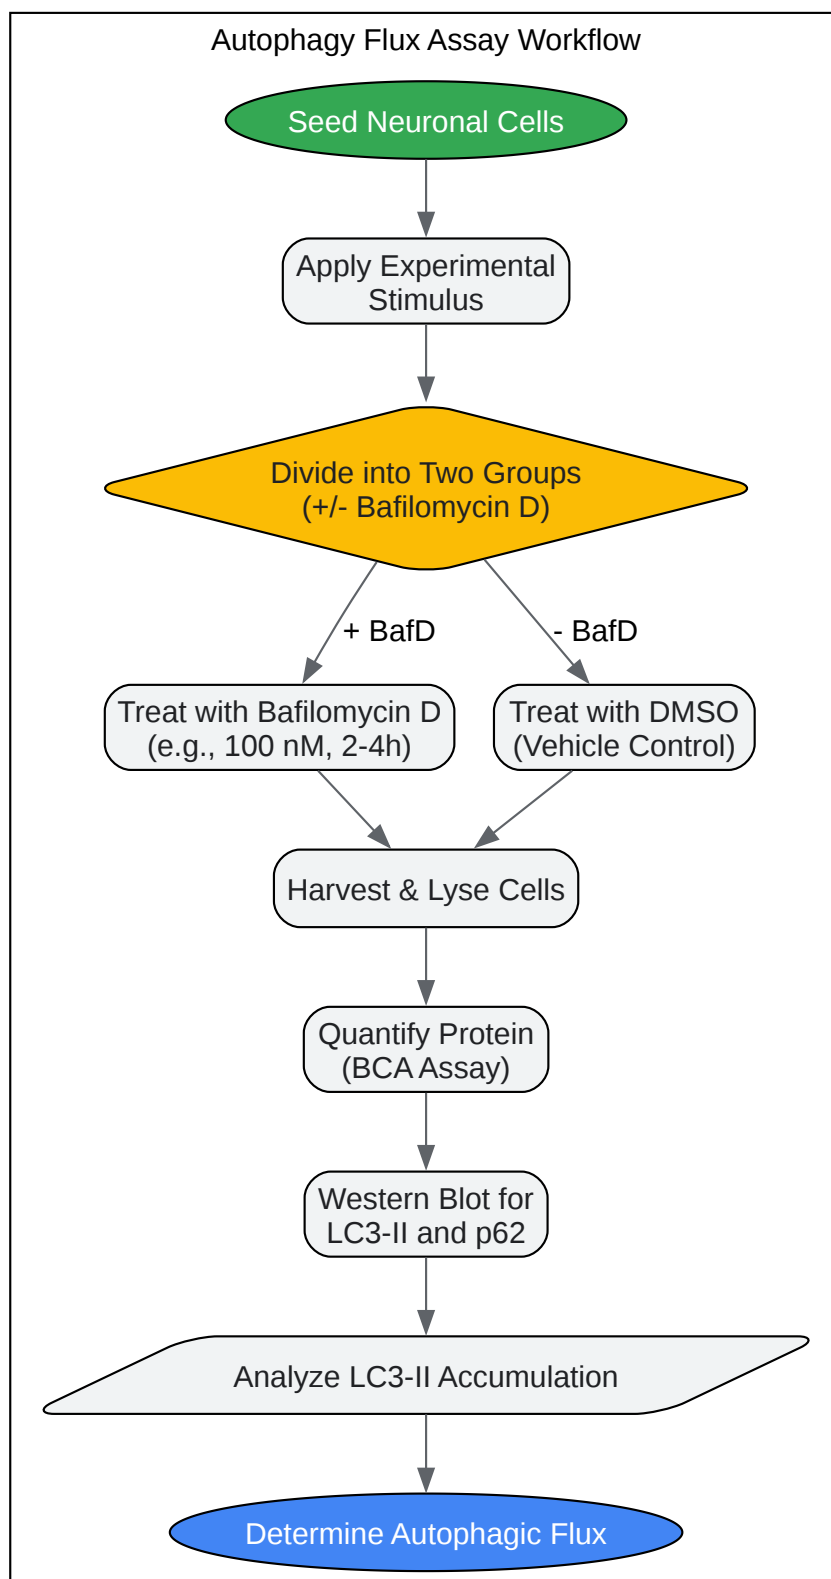 Autophagy Flux Assay Workflow
Seed Neuronal Cells
Apply Experimental
Stimulus
Divide into Two Groups
(+/- Bafilomycin D)
+ BafD
- BafD
Treat with Bafilomycin D
(e.g., 100 nM, 2-4h)
Treat with DMSO
(Vehicle Control)
Harvest & Lyse Cells
Quantify Protein
(BCA Assay)
Western Blot for
LC3-II and p62
Analyze LC3-II Accumulation
Determine Autophagic Flux